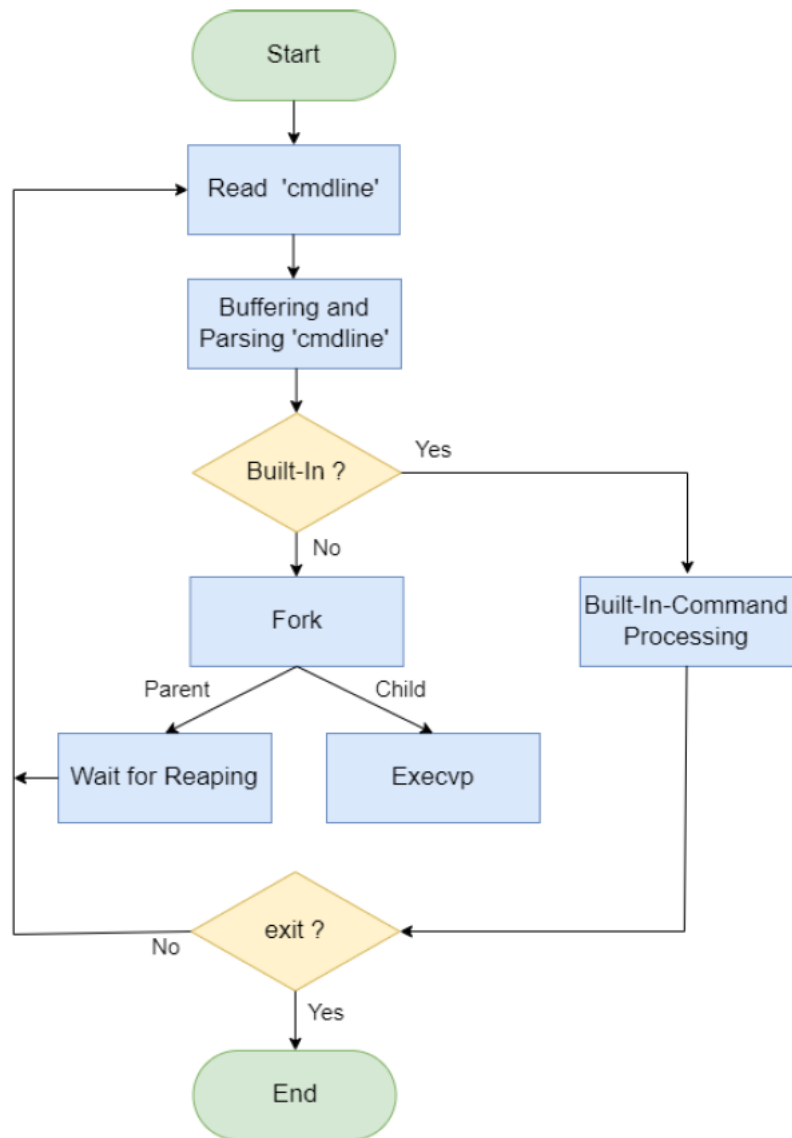 Start
Read 'cmdline'
Buffering and
Parsing 'cmdline'
Built-In ?
Yes
No
Fork
Built-In-Command
Processing
Parent
Child
Wait for Reaping
Execvp
exit ?
No
Yes
End